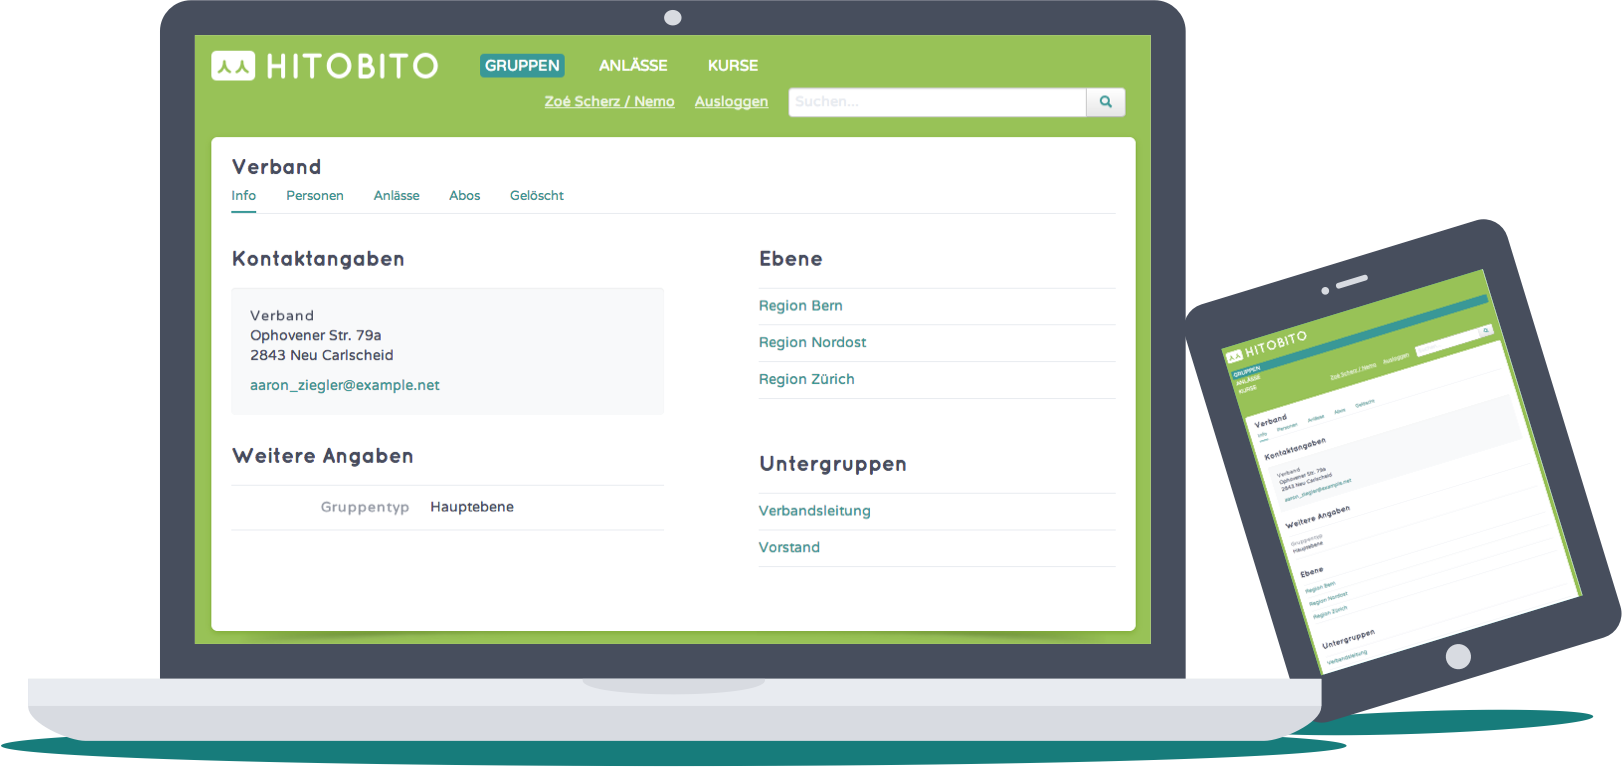 HITOBITO
GRUPPEN ANLÄSSE KURSE
Zoé Scherz / Nemo Ausloggen Suchen...
Verband
Info Personen Anlässe Abos Gelöscht
Kontaktangaben
Verband
Ophovener Str. 79a
2843 Neu Carlscheid
aaron_ziegler@example.net
Weitere Angaben
Gruppentyp Hauptebene
Ebene
Region Bern
Region Nordost
Region Zürich
Untergruppen
Verbandsleitung
Vorstand
HITOBITO
GRUPPEN
ANLÄSSE
KURSE
Zoé Scherz / Nemo Ausloggen
Verband
Info Personen Anlässe Abos Gelöscht
Kontaktangaben
Verband
Ophovener Str. 79a
2843 Neu Carlscheid
aaron_ziegler@example.net
Weitere Angaben
Gruppentyp
Hauptebene
Ebene
Region Bern
Region Nordost
Region Zürich
Untergruppen
Verbandsleitung